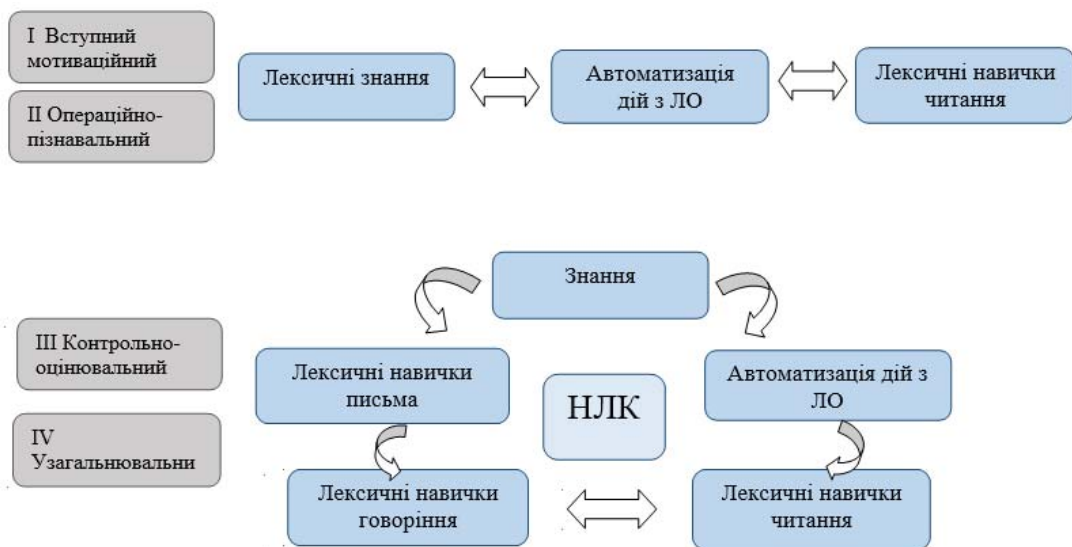 I Вступний
мотиваційний
II Операційно-
пізнавальний
Лексичні знання
Автоматизація
дій з ЛО
Лексичні навички
читання
Знання
III Контрольно-
оцінювальний
IV
Узагальнювальни
Лексичні навички
письма
НЛК
Автоматизація дій з
ЛО
Лексичні навички
говоріння
Лексичні навички
читання